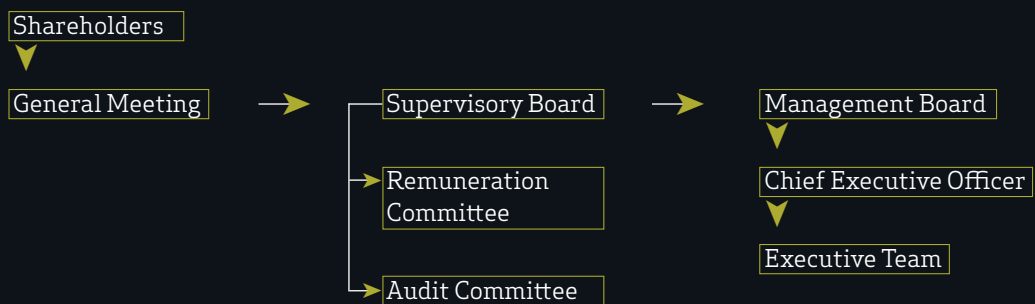 Shareholders
General Meeting
Supervisory Board
Remuneration
Committee
Audit Committee
Management Board
Chief Executive Officer
Executive Team